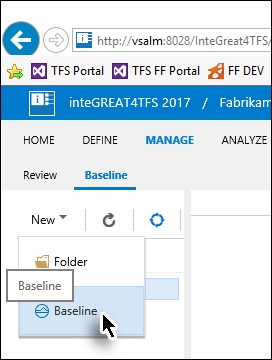 http://vsalm:8028/InteGreat4TFS/
TFS Portal TFS FF Portal FF DEV
inteGREAT4TFS 2017 / Fabrikam
HOME DEFINE MANAGE ANALYZE
Review Baseline
New
Folder
Baseline
Baseline